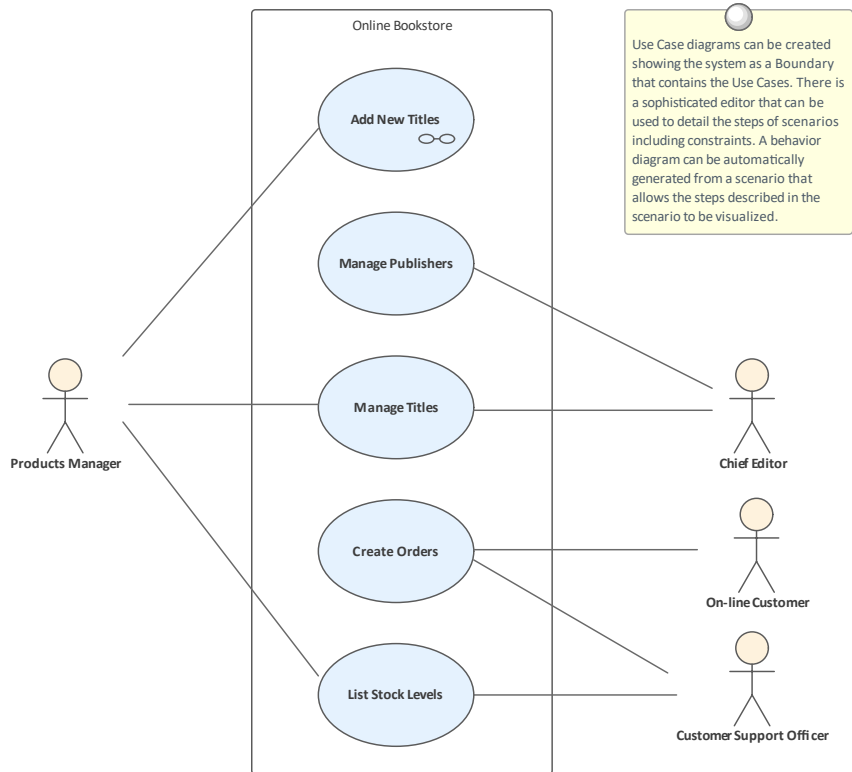 Online Bookstore
Use Case diagrams can be created
showing the system as a Boundary
that contains the Use Cases. There is
a sophisticated editor that can be
used to detail the steps of scenarios
including constraints. A behavior
diagram can be automatically
generated from a scenario that
allows the steps described in the
scenario to be visualized.
Add New Titles
Manage Publishers
Manage Titles
Products Manager
Chief Editor
Create Orders
On-line Customer
List Stock Levels
Customer Support Officer